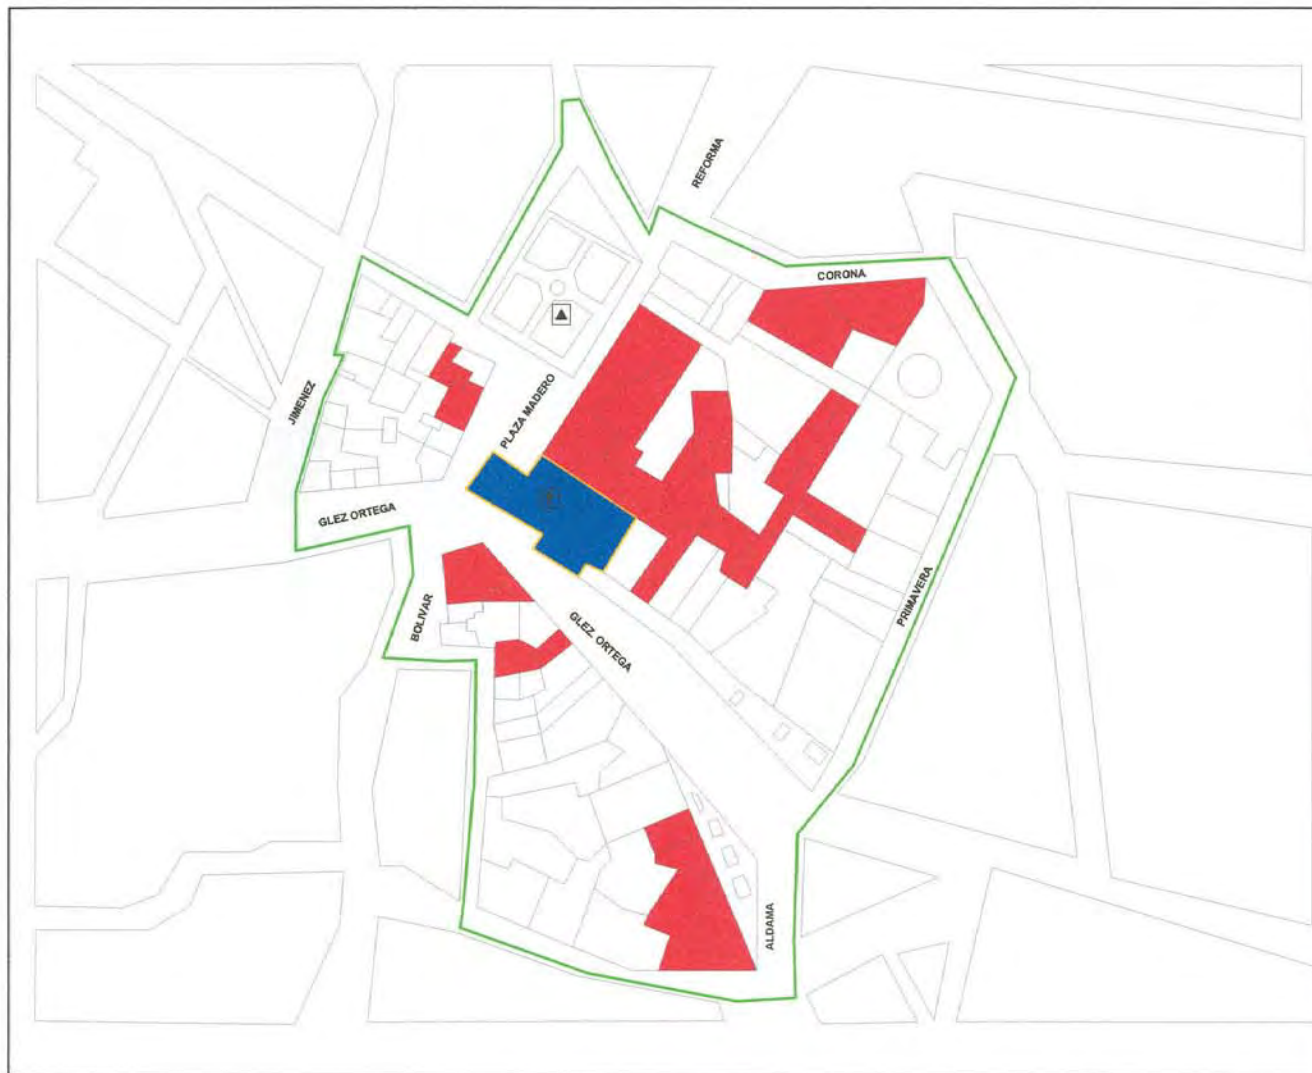 REFORMA
CORONA
JIMENEZ
PLAZA MADERO
GLEZ ORTEGA
BOLIVAR
GLEZ. ORTEGA
PRIMAVERA
ALDAMA